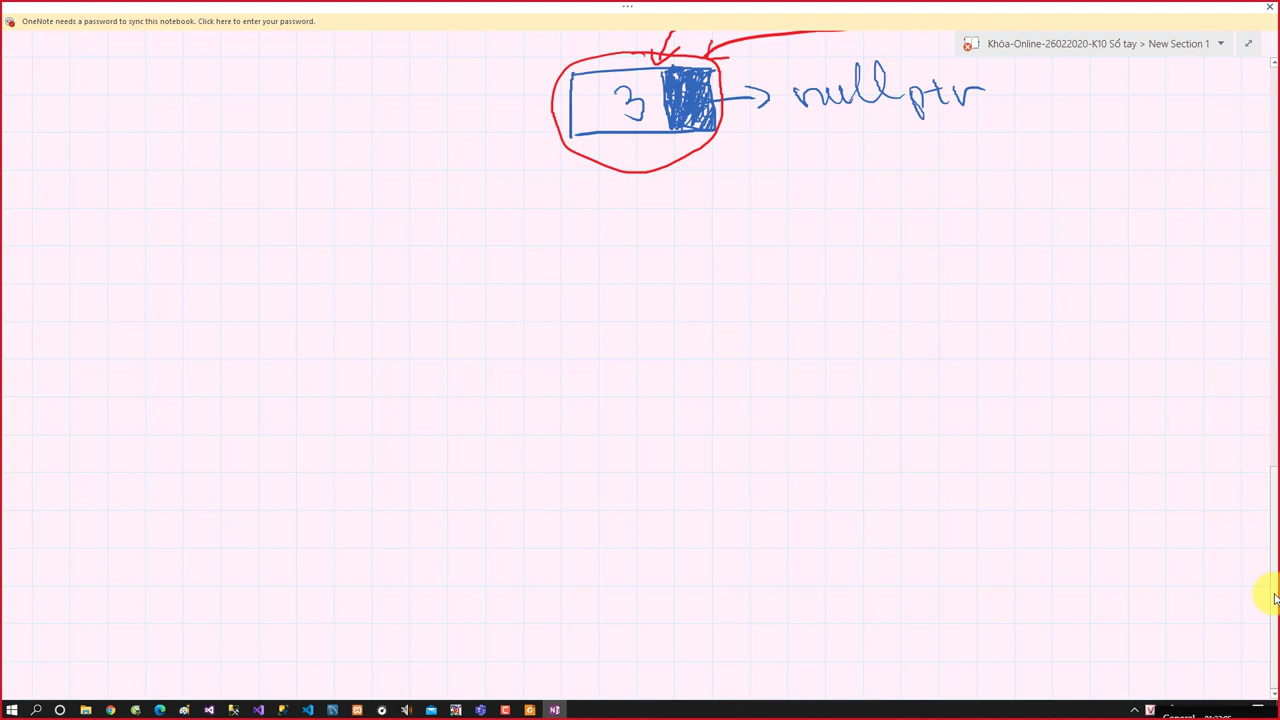 OneNote needs a password to sync this notebook. Click here to enter your password.
Khóa-Online-26022020-K10 Sổ tay > New Section 1
3
nullptr